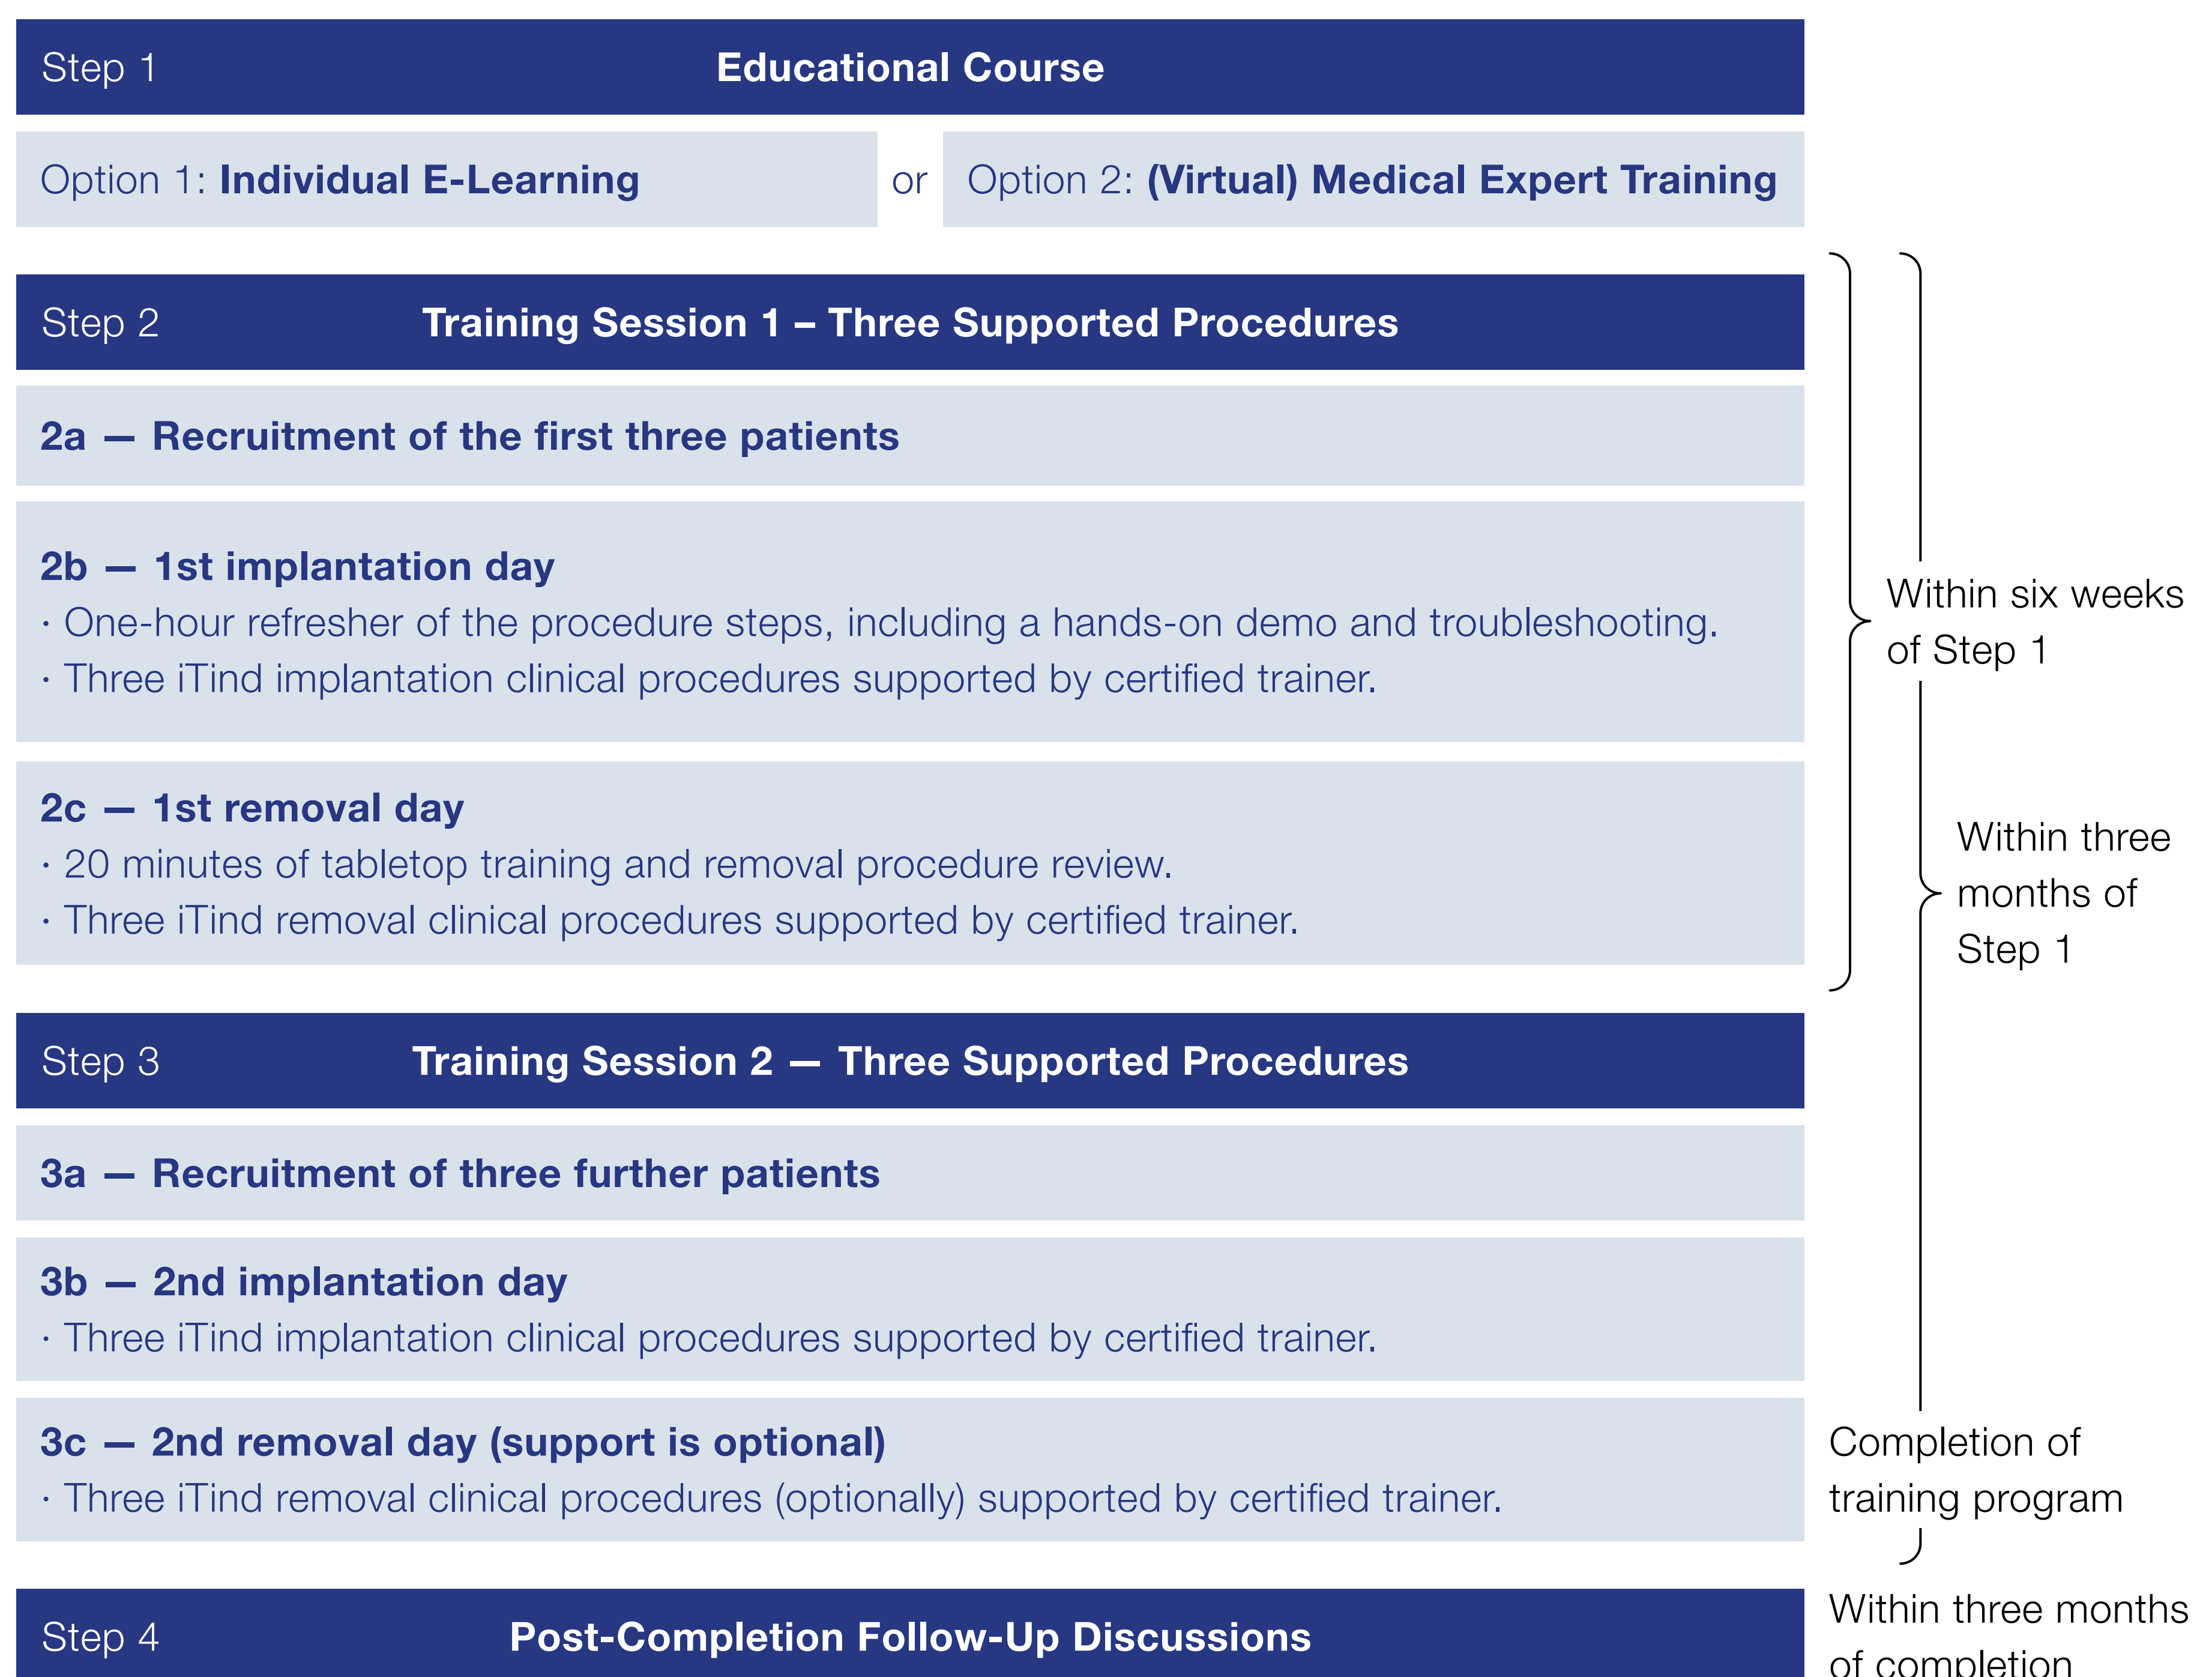 Step 1 Educational Course
Option 1: Individual E-Learning or Option 2: (Virtual) Medical Expert Training
Step 2 Training Session 1 – Three Supported Procedures
2a — Recruitment of the first three patients
2b — 1st implantation day
· One-hour refresher of the procedure steps, including a hands-on demo and troubleshooting.
· Three iTind implantation clinical procedures supported by certified trainer.
Within six weeks
of Step 1
2c — 1st removal day
· 20 minutes of tabletop training and removal procedure review.
· Three iTind removal clinical procedures supported by certified trainer.
Within three
months of
Step 1
Step 3 Training Session 2 — Three Supported Procedures
3a — Recruitment of three further patients
3b — 2nd implantation day
· Three iTind implantation clinical procedures supported by certified trainer.
3c — 2nd removal day (support is optional)
· Three iTind removal clinical procedures (optionally) supported by certified trainer.
Completion of
training program
Step 4 Post-Completion Follow-Up Discussions
Within three months
of completion